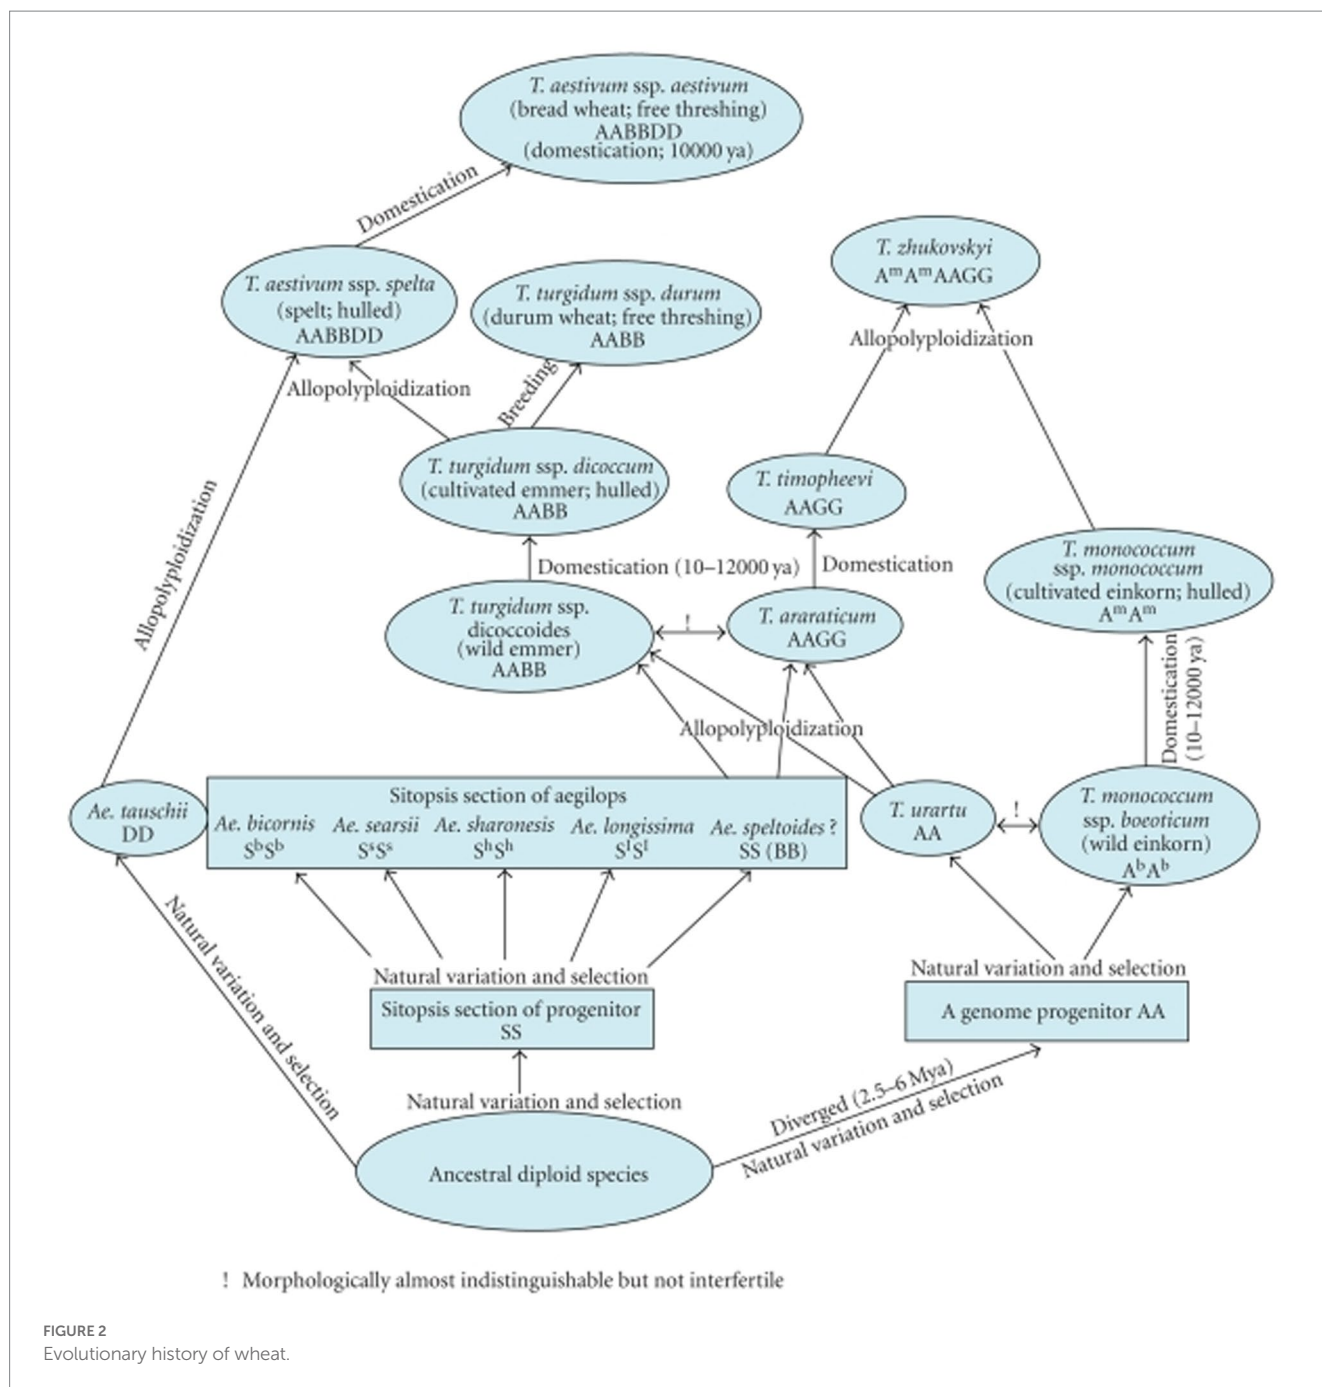 T. aestivum ssp. aestivum
(bread wheat; free threshing)
AABBDD
(domestication; 10000 ya)
Domestication
T. zhukovskyi
AᵐAᵐAAGG
T. aestivum ssp. spelta
(spelt; hulled)
AABBDD
T. turgidum ssp. durum
(durum wheat; free threshing)
AABB
Allopolyploidization
Allopolyploidization
Breeding
T. turgidum ssp. dicoccum
(cultivated emmer; hulled)
AABB
T. timopheevi
AAGG
Allopolyploidization
Domestication (10–12000 ya)
Domestication
T. monococcum
ssp. monococcum
(cultivated einkorn; hulled)
AᵐAᵐ
T. turgidum ssp.
dicoccoides
(wild emmer)
AABB
!
T. araraticum
AAGG
Domestication
(10–12000 ya)
Allopolyploidization
Ae. tauschii
DD
Sitopsis section of aegilops
Ae. bicornis
SᵇSᵇ
Ae. searsii
SˢSˢ
Ae. sharonesis
SʰSʰ
Ae. longissima
SˡSˡ
Ae. speltoides ?
SS (BB)
T. urartu
AA
!
T. monococcum
ssp. boeoticum
(wild einkorn)
AᵇAᵇ
Natural variation and selection
Natural variation and selection
Natural variation and selection
Sitopsis section of progenitor
SS
A genome progenitor AA
Natural variation and selection
Diverged (2.5–6 Mya)
Natural variation and selection
Ancestral diploid species
! Morphologically almost indistinguishable but not interfertile
FIGURE 2
Evolutionary history of wheat.